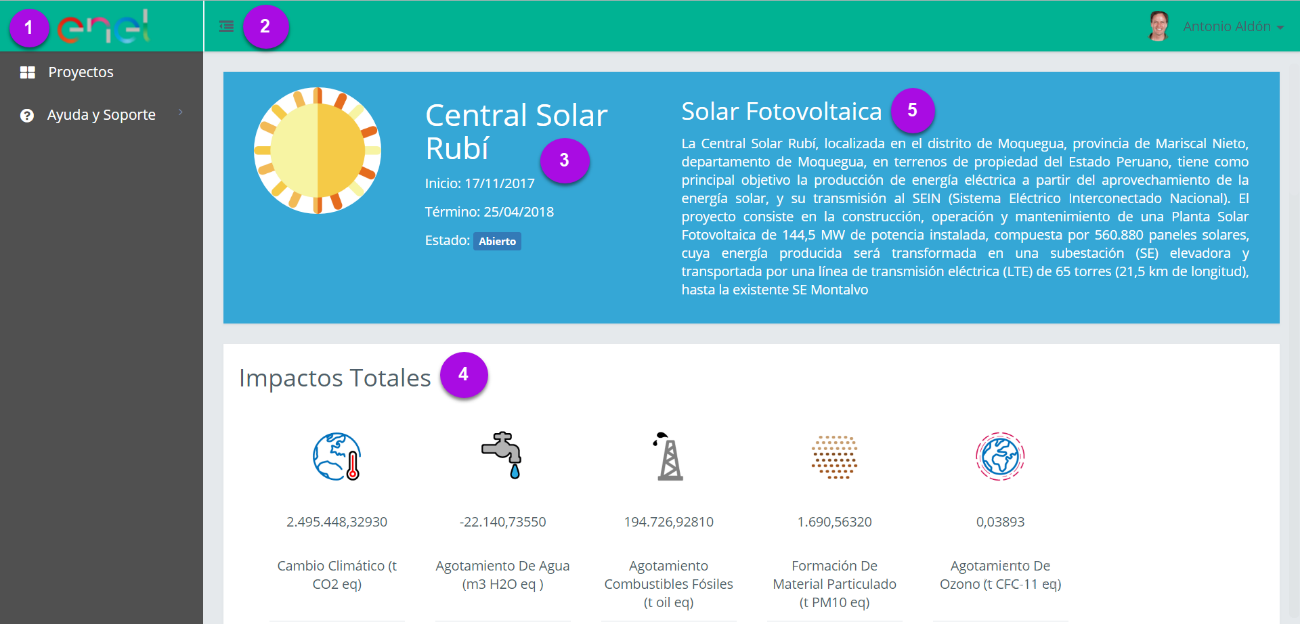 1
enel
2
Antonio Aldón
Proyectos
Ayuda y Soporte
Central Solar
Rubí
3
Inicio: 17/11/2017
Término: 25/04/2018
Estado: Abierto
Solar Fotovoltaica
5
La Central Solar Rubí, localizada en el distrito de Moquegua, provincia de Mariscal Nieto,
departamento de Moquegua, en terrenos de propiedad del Estado Peruano, tiene como
principal objetivo la producción de energía eléctrica a partir del aprovechamiento de la
energía solar, y su transmisión al SEIN (Sistema Eléctrico Interconectado Nacional). El
proyecto consiste en la construcción, operación y mantenimiento de una Planta Solar
Fotovoltaica de 144,5 MW de potencia instalada, compuesta por 560.880 paneles solares,
cuya energía producida será transformada en una subestación (SE) elevadora y
transportada por una línea de transmisión eléctrica (LTE) de 65 torres (21,5 km de longitud),
hasta la existente SE Montalvo
Impactos Totales
4
2.495.448,32930
Cambio Climático (t
CO2 eq)
-22.140,73550
Agotamiento De Agua
(m3 H2O eq )
194.726,92810
Agotamiento
Combustibles Fósiles
(t oil eq)
1.690,56320
Formación De
Material Particulado
(t PM10 eq)
0,03893
Agotamiento De
Ozono (t CFC-11 eq)